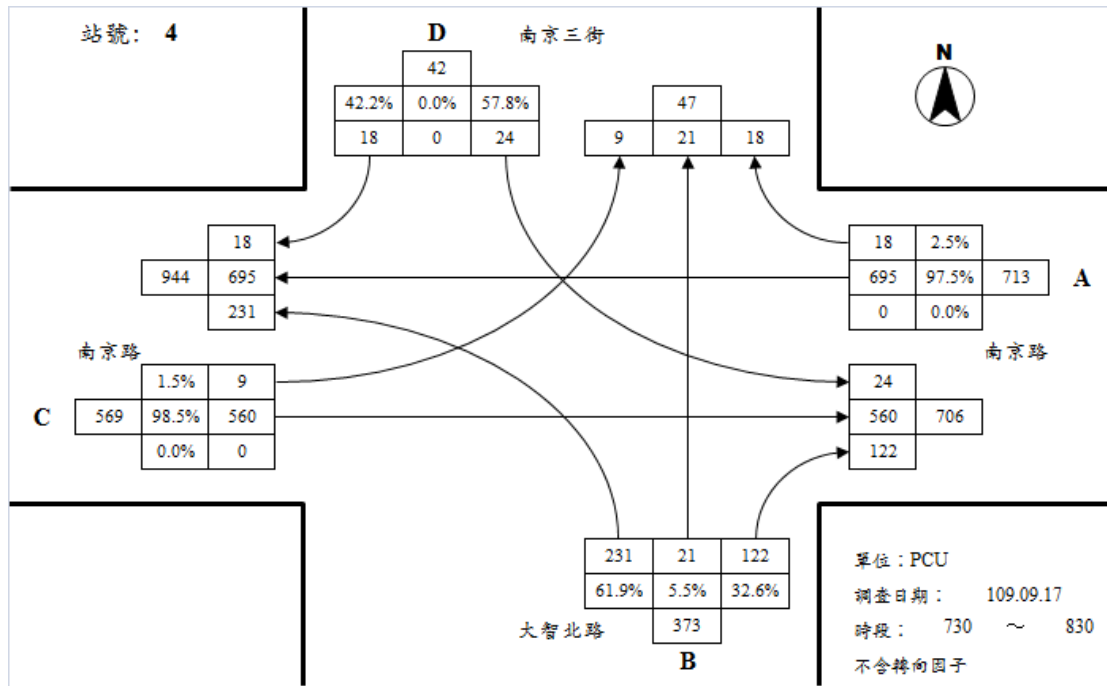 站號： 4
D
南京三街
N
42
42.2% 0.0% 57.8%
18 0 24
47
9 21 18
18
944 695
231
18 2.5%
695 97.5% 713
0 0.0%
A
南京路
南京路
1.5% 9
C 569 98.5% 560
0.0% 0
24
560 706
122
231 21 122
61.9% 5.5% 32.6%
373
大智北路
B
單位：PCU
調查日期： 109.09.17
時段： 730 ～ 830
不含轉向因子